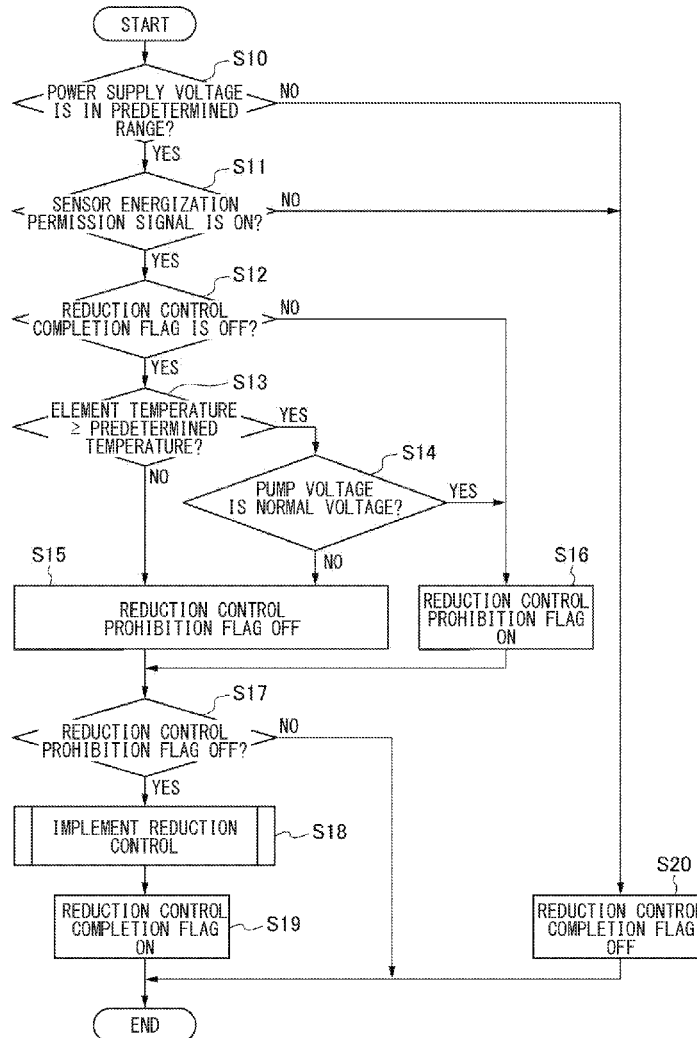 START
S10
POWER SUPPLY VOLTAGE
IS IN PREDETERMINED
RANGE?
NO
YES
S11
SENSOR ENERGIZATION
PERMISSION SIGNAL IS ON?
NO
YES
S12
REDUCTION CONTROL
COMPLETION FLAG IS OFF?
NO
YES
S13
ELEMENT TEMPERATURE
≥ PREDETERMINED
TEMPERATURE?
YES
NO
S14
PUMP VOLTAGE
IS NORMAL VOLTAGE?
YES
NO
S15
REDUCTION CONTROL
PROHIBITION FLAG OFF
S16
REDUCTION CONTROL
PROHIBITION FLAG
ON
S17
REDUCTION CONTROL
PROHIBITION FLAG OFF?
NO
YES
IMPLEMENT REDUCTION
CONTROL
S18
REDUCTION CONTROL
COMPLETION FLAG
ON
S19
S20
REDUCTION CONTROL
COMPLETION FLAG
OFF
END